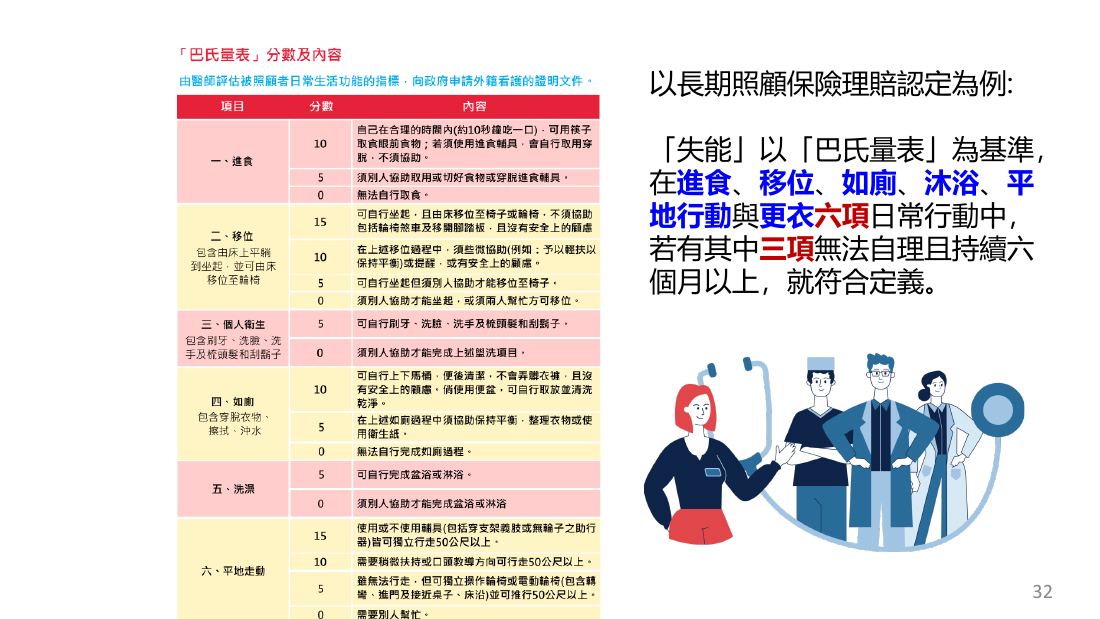 「巴氏量表」分數及內容
由醫師評估被照顧者日常生活功能的指標，向政府申請外籍看護的證明文件。
項目 分數 內容
一、進食
10 自己在合理的時間內(約10秒鐘吃一口)，可用筷子
取食眼前食物；若須使用進食輔具，會自行取用穿
脫，不須協助。
5 須別人協助取用或切好食物或穿脫進食輔具。
0 無法自行取食。
二、移位
包含由床上平躺
到坐起，並可由床
移位至輪椅
15 可自行坐起，且由床移位至椅子或輪椅，不須協助
包括輪椅煞車及移開腳踏板，且沒有安全上的顧慮
10 在上述移位過程中，須些微協助(例如：予以輕扶以
保持平衡)或提醒，或有安全上的顧慮。
5 可自行坐起但須別人協助才能移位至椅子。
0 須別人協助才能坐起，或須兩人幫忙方可移位。
三、個人衛生
包含刷牙、洗臉、洗
手及梳頭髮和刮鬍子
5 可自行刷牙、洗臉、洗手及梳頭髮和刮鬍子。
0 須別人協助才能完成上述盥洗項目。
四、如廁
包含穿脫衣物、
擦拭、沖水
10 可自行上下馬桶，便後清潔，不會弄髒衣褲，且沒
有安全上的顧慮。倘使用便盆，可自行取放並清洗
乾淨。
5 在上述如廁過程中須協助保持平衡，整理衣物或使
用衛生紙。
0 無法自行完成如廁過程。
五、洗澡
5 可自行完成盆浴或淋浴。
0 須別人協助才能完成盆浴或淋浴
六、平地走動
15 使用或不使用輔具(包括穿支架義肢或無輪子之助行
器)皆可獨立行走50公尺以上。
10 需要稍微扶持或口頭教導方向可行走50公尺以上。
5 雖無法行走，但可獨立操作輪椅或電動輪椅(包含轉
彎、進門及接近桌子、床沿)並可推行50公尺以上。
0 需要別人幫忙。
以長期照顧保險理賠認定為例:
「失能」以「巴氏量表」為基準，
在進食、移位、如廁、沐浴、平
地行動與更衣六項日常行動中，
若有其中三項無法自理且持續六
個月以上，就符合定義。
32